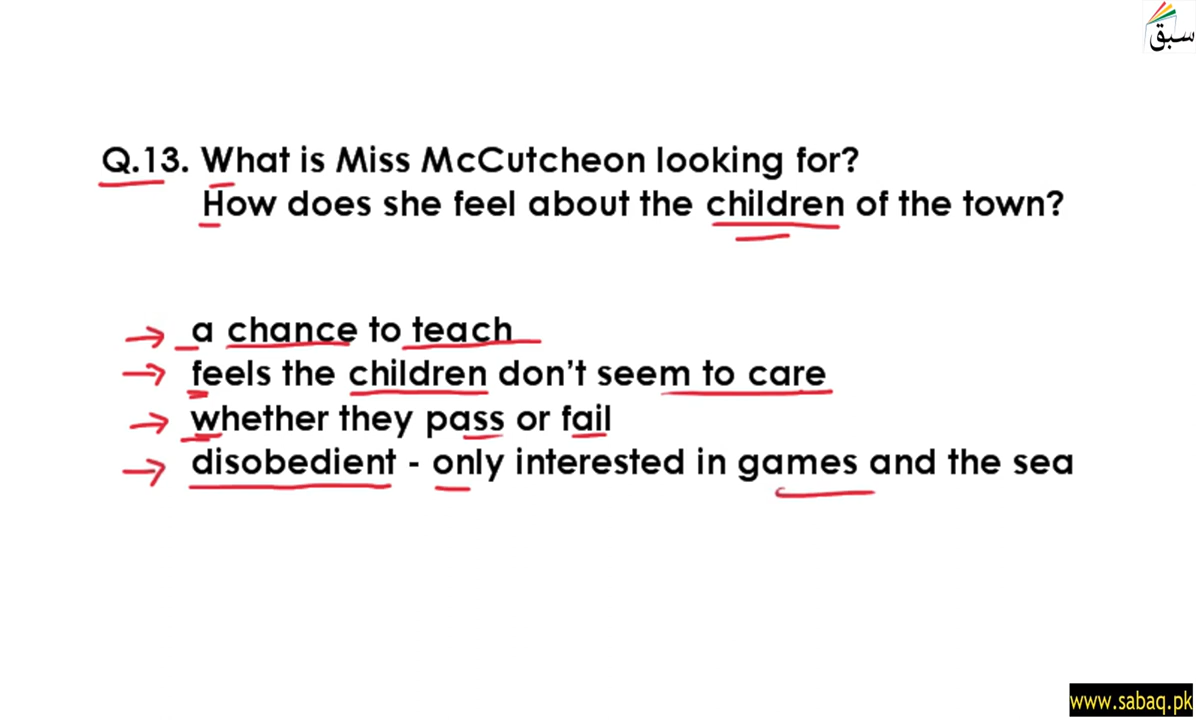 سبق
Q.13. What is Miss McCutcheon looking for?
How does she feel about the children of the town?
→ a chance to teach
→ feels the children don't seem to care
→ whether they pass or fail
→ disobedient - only interested in games and the sea
www.sabaq.pk